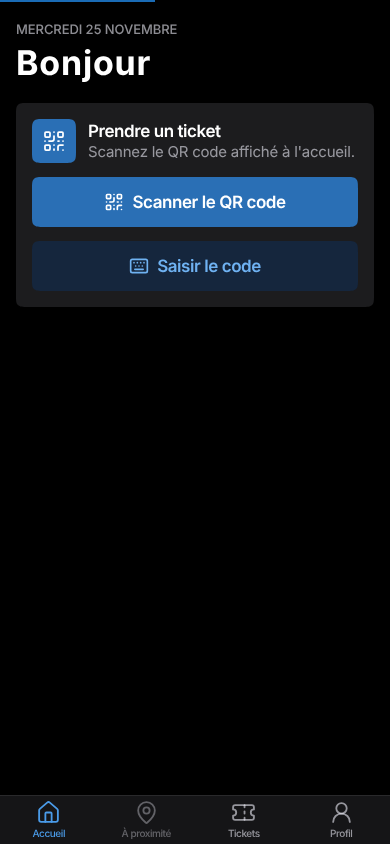 MERCREDI 25 NOVEMBRE
Bonjour
Prendre un ticket
Scannez le QR code affiché à l'accueil.
Scanner le QR code
Saisir le code
Accueil
À proximité
Tickets
Profil